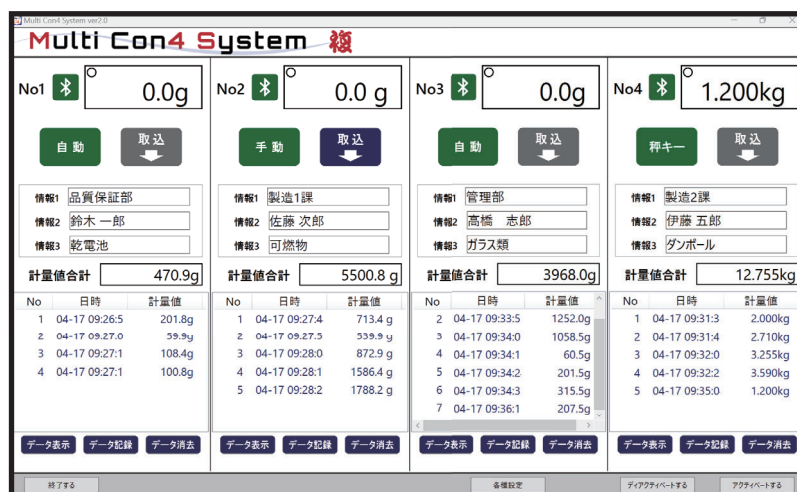 Multi Con4 System ver2.0
Multi Con4 System 複
No1
0.0g
自動
取込
情報1 品質保証部
情報2 鈴木 一郎
情報3 乾電池
計量値合計 470.9g
No 日時 計量値
1 04-17 09:26:5 201.8g
2 04-17 09:27:0 59.9g
3 04-17 09:27:1 108.4g
4 04-17 09:27:1 100.8g
データ表示 データ記録 データ消去
No2
0.0 g
手動
取込
情報1 製造1課
情報2 佐藤 次郎
情報3 可燃物
計量値合計 5500.8 g
No 日時 計量値
1 04-17 09:27:4 713.4 g
2 04-17 09:27:5 539.9 g
3 04-17 09:28:0 872.9 g
4 04-17 09:28:1 1586.4 g
5 04-17 09:28:2 1788.2 g
データ表示 データ記録 データ消去
No3
0.0g
自動
取込
情報1 管理部
情報2 高橋 志郎
情報3 ガラス類
計量値合計 3968.0g
No 日時 計量値
2 04-17 09:33:5 1252.0g
3 04-17 09:34:0 1058.5g
4 04-17 09:34:1 60.5g
5 04-17 09:34:2 201.5g
6 04-17 09:34:3 315.5g
7 04-17 09:36:1 207.5g
データ表示 データ記録 データ消去
No4
1.200kg
秤キー
取込
情報1 製造2課
情報2 伊藤 五郎
情報3 ダンボール
計量値合計 12.755kg
No 日時 計量値
1 04-17 09:31:3 2.000kg
2 04-17 09:31:4 2.710kg
3 04-17 09:32:0 3.255kg
4 04-17 09:32:2 3.590kg
5 04-17 09:35:0 1.200kg
データ表示 データ記録 データ消去
終了する 各種設定 ディアクティベートする アクティベートする